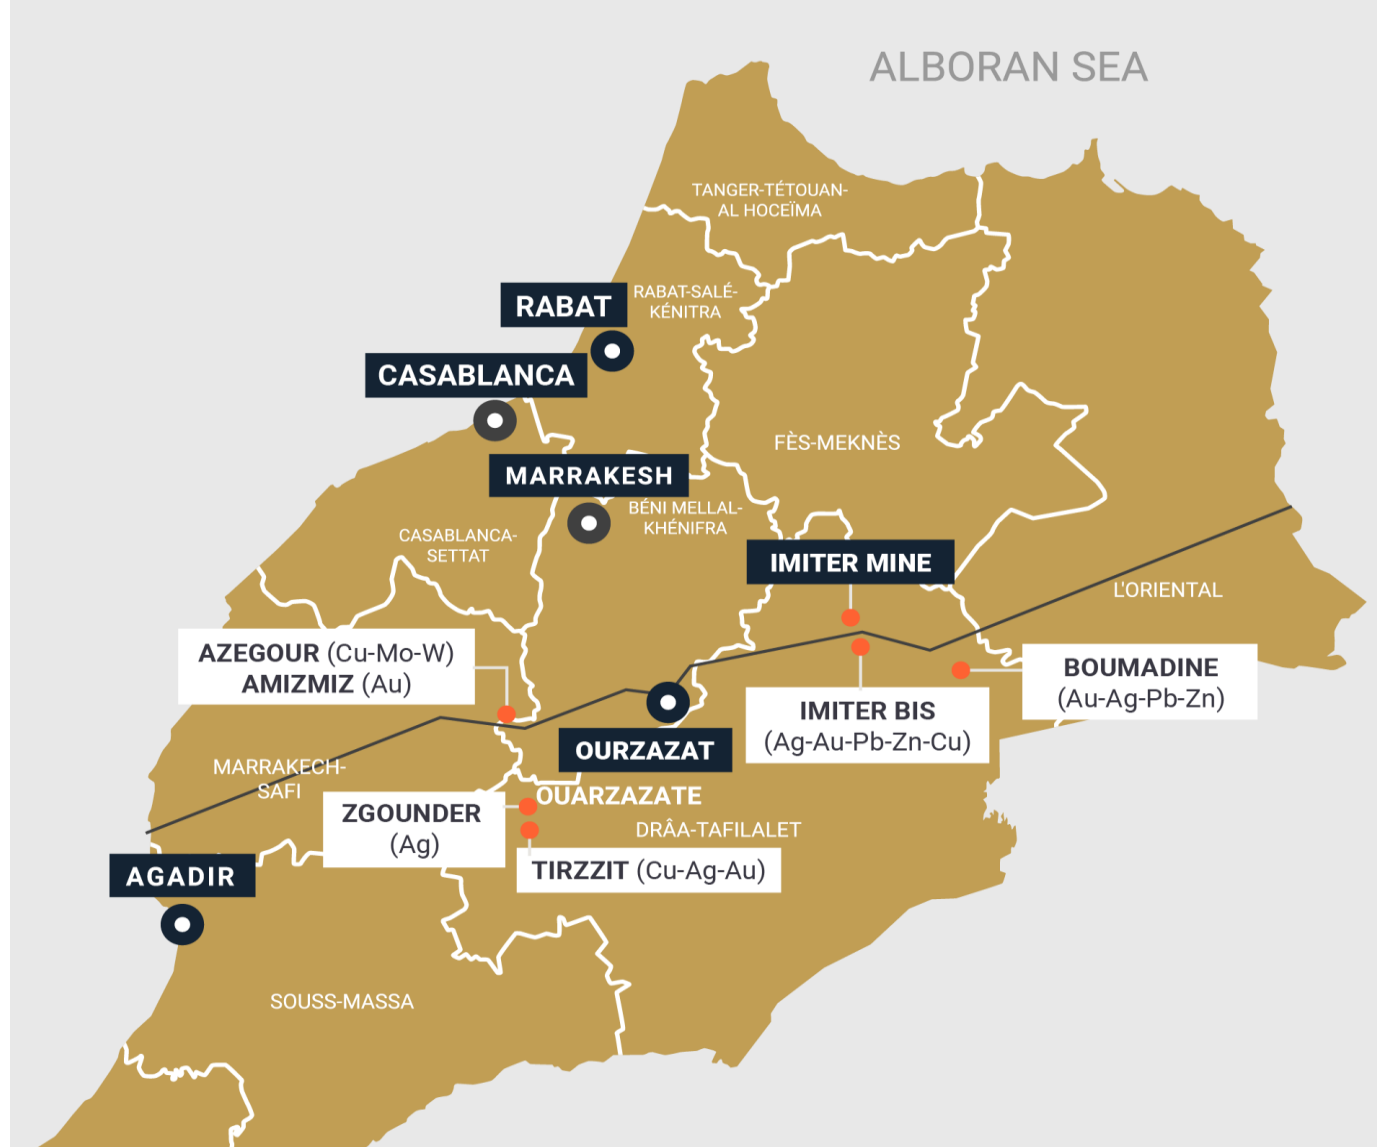 ALBORAN SEA
TANGER-TÉTOUAN-
AL HOCEÏMA
RABAT
RABAT-SALÉ-
KÉNITRA
CASABLANCA
FÈS-MEKNÈS
MARRAKESH
BÉNI MELLAL-
KHÉNIFRA
CASABLANCA-
SETTAT
IMITER MINE
L'ORIENTAL
AZEGOUR (Cu-Mo-W)
AMIZMIZ (Au)
BOUMADINE
(Au-Ag-Pb-Zn)
IMITER BIS
(Ag-Au-Pb-Zn-Cu)
OURZAZAT
MARRAKECH-
SAFI
OUARZAZATE
ZGOUNDER
(Ag)
DRÂA-TAFILALET
TIRZZIT (Cu-Ag-Au)
AGADIR
SOUSS-MASSA